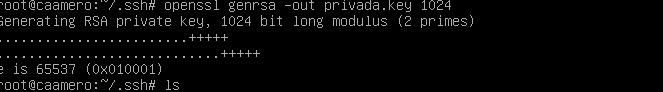 root@caamero:~/.ssh# openssl genrsa -out privada.key 1024
Generating RSA private key, 1024 bit long modulus (2 primes)
........................+++++
............................+++++
e is 65537 (0x010001)
root@caamero:~/.ssh# ls